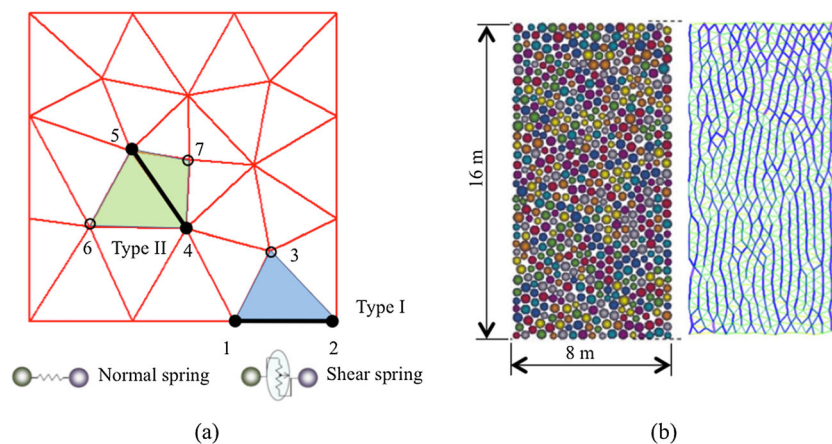 5
7
6
Type II
4
3
Type I
1
2
Normal spring
Shear spring
(a)
16 m
8 m
(b)